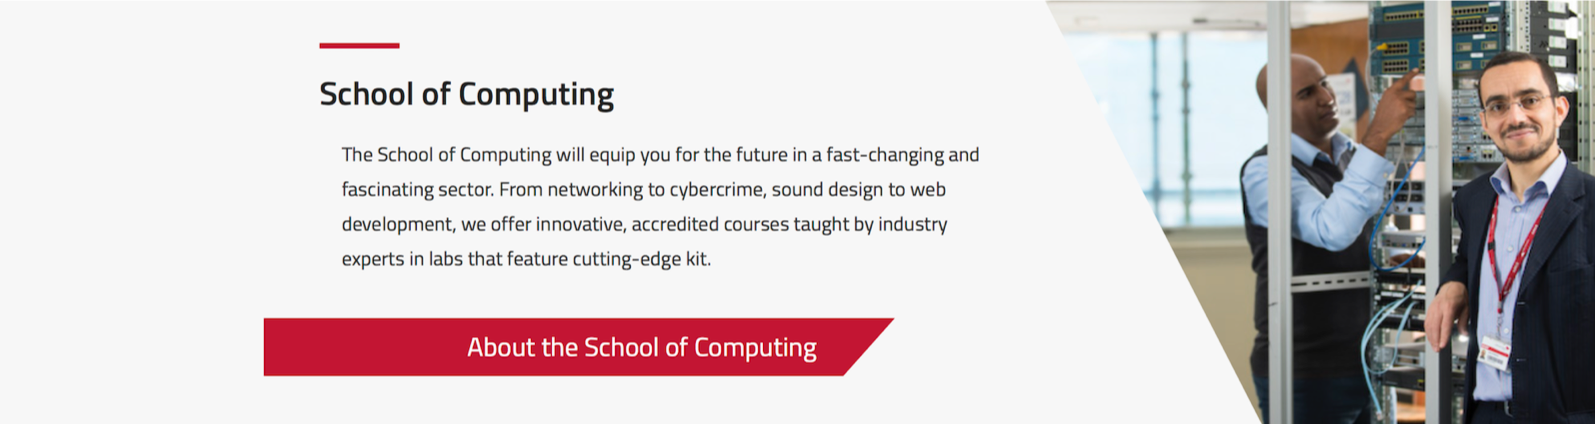 School of Computing
The School of Computing will equip you for the future in a fast-changing and
fascinating sector. From networking to cybercrime, sound design to web
development, we offer innovative, accredited courses taught by industry
experts in labs that feature cutting-edge kit.
About the School of Computing